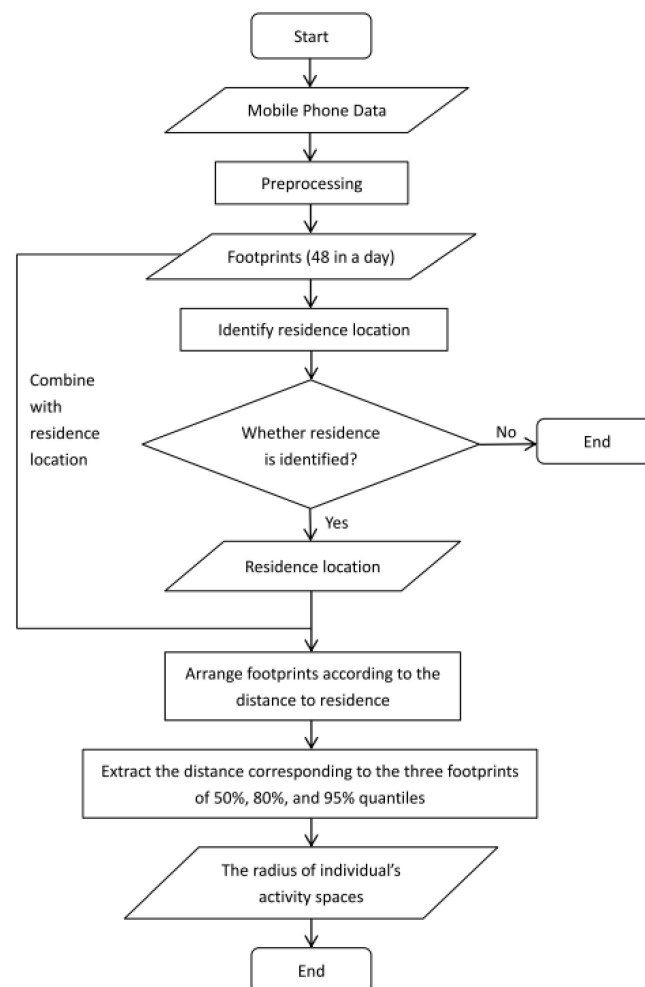 Start
Mobile Phone Data
Preprocessing
Footprints (48 in a day)
Identify residence location
Combine
with
residence
location
Whether residence
is identified?
No
End
Yes
Residence location
Arrange footprints according to the
distance to residence
Extract the distance corresponding to the three footprints
of 50%, 80%, and 95% quantiles
The radius of individual’s
activity spaces
End